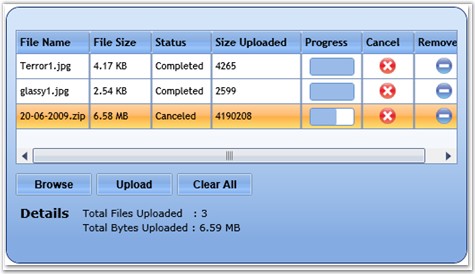 File Name File Size Status Size Uploaded Progress Cancel Remove
Terror1.jpg 4.17 KB Completed 4265
glassy1.jpg 2.54 KB Completed 2599
20-06-2009.zip 6.58 MB Canceled 4190208
Browse Upload Clear All
Details Total Files Uploaded : 3
Total Bytes Uploaded : 6.59 MB